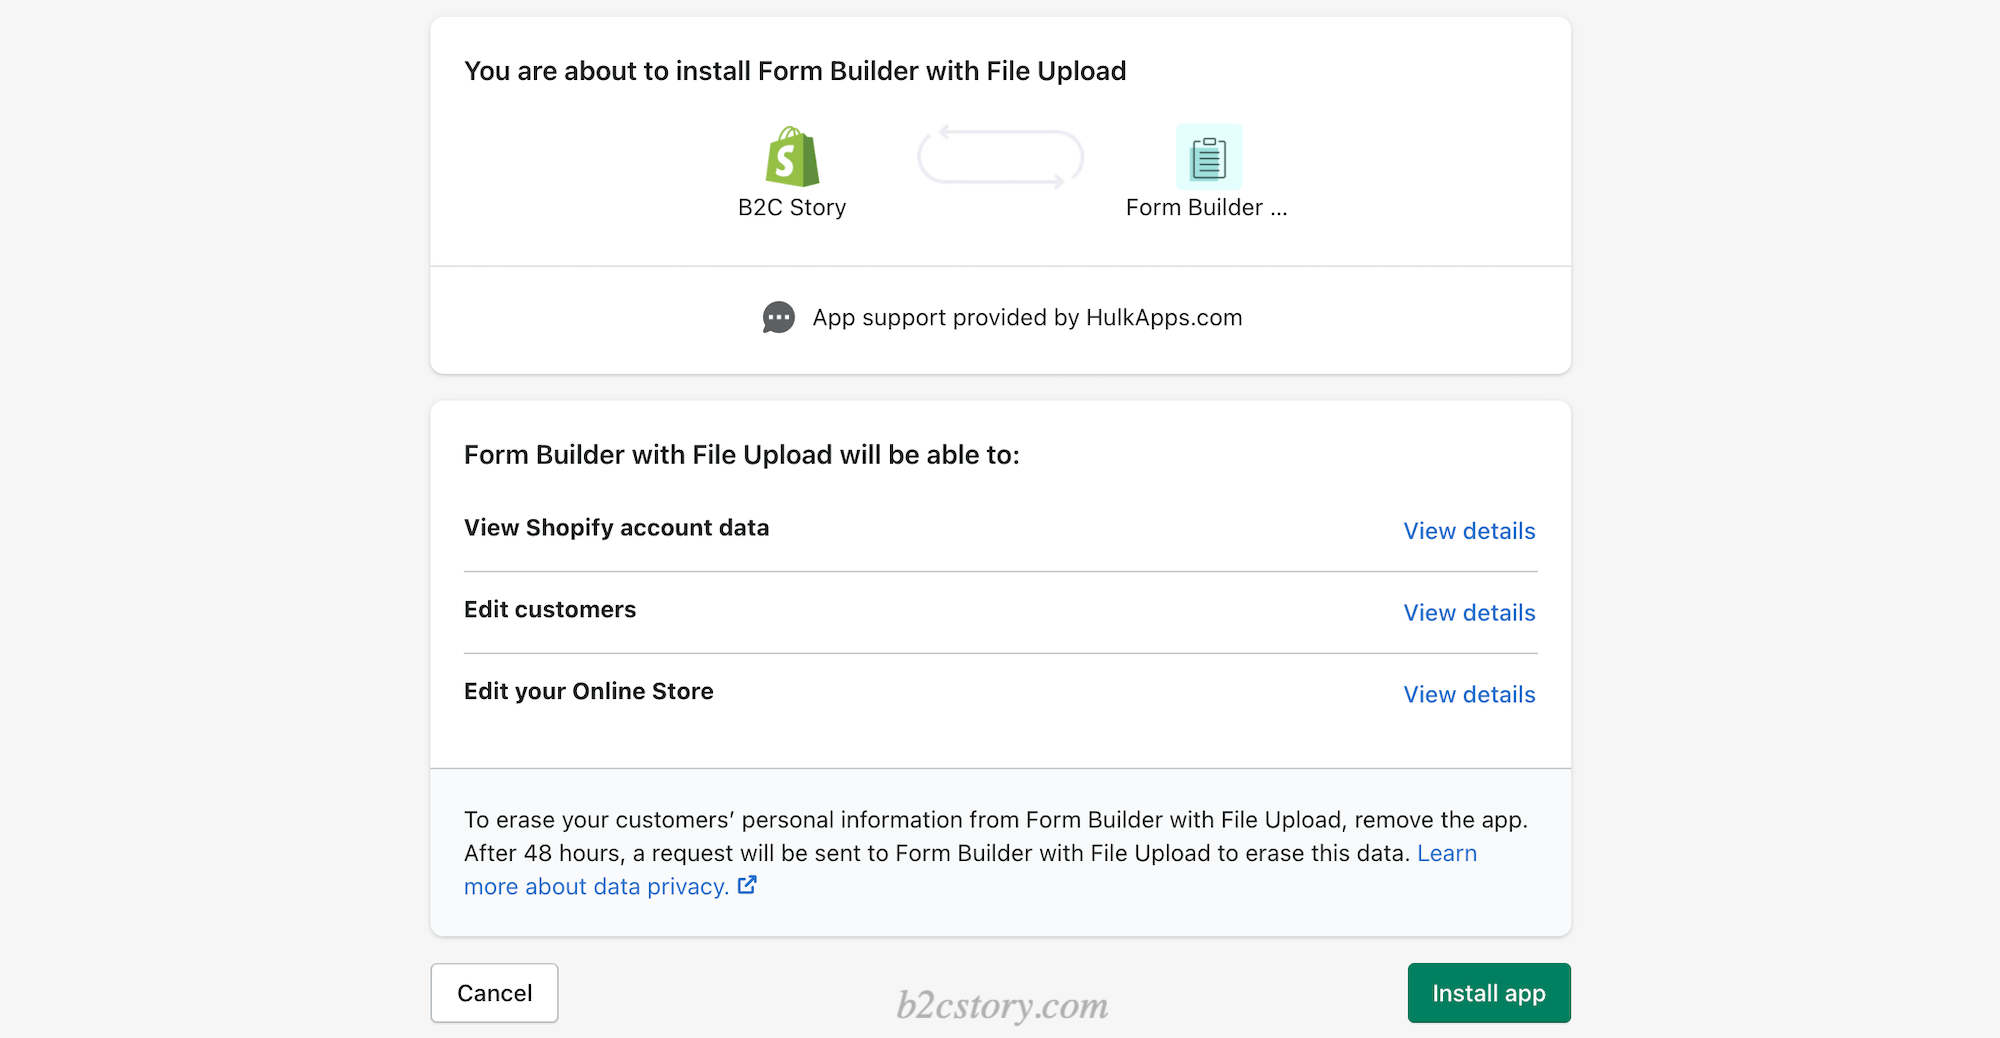 You are about to install Form Builder with File Upload
S
B2C Story
Form Builder ...
App support provided by HulkApps.com
Form Builder with File Upload will be able to:
View Shopify account data
View details
Edit customers
View details
Edit your Online Store
View details
To erase your customers’ personal information from Form Builder with File Upload, remove the app.
After 48 hours, a request will be sent to Form Builder with File Upload to erase this data. Learn
more about data privacy.
Cancel
b2cstory.com
Install app